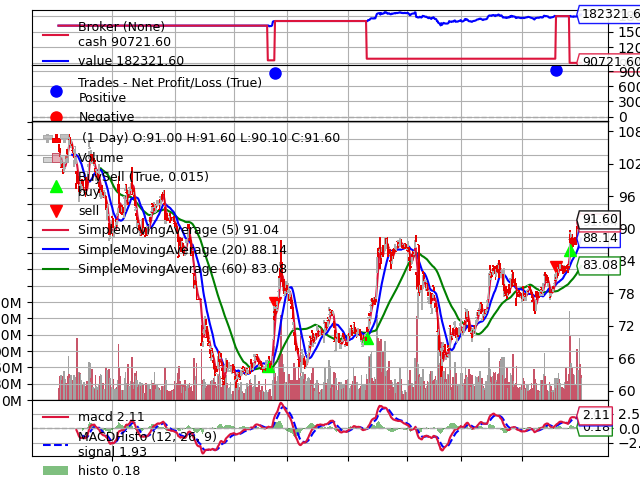 Broker (None)
cash 90721.60
value 182321.60
182321.6
150
120
90721.60
Trades - Net Profit/Loss (True)
Positive
Negative
900
600
300
0
(1 Day) O:91.00 H:91.60 L:90.10 C:91.60
Volume
BuySell (True, 0.015)
buy
sell
SimpleMovingAverage (5) 91.04
SimpleMovingAverage (20) 88.14
SimpleMovingAverage (60) 83.08
108
102
96
91.60
90
88.14
84
83.08
78
72
66
60
0M
0M
0M
0M
macd 2.11
MACDHisto (12, 26, 9)
signal 1.93
histo 0.18
2.11
2.5
0.18
0.0
−2.